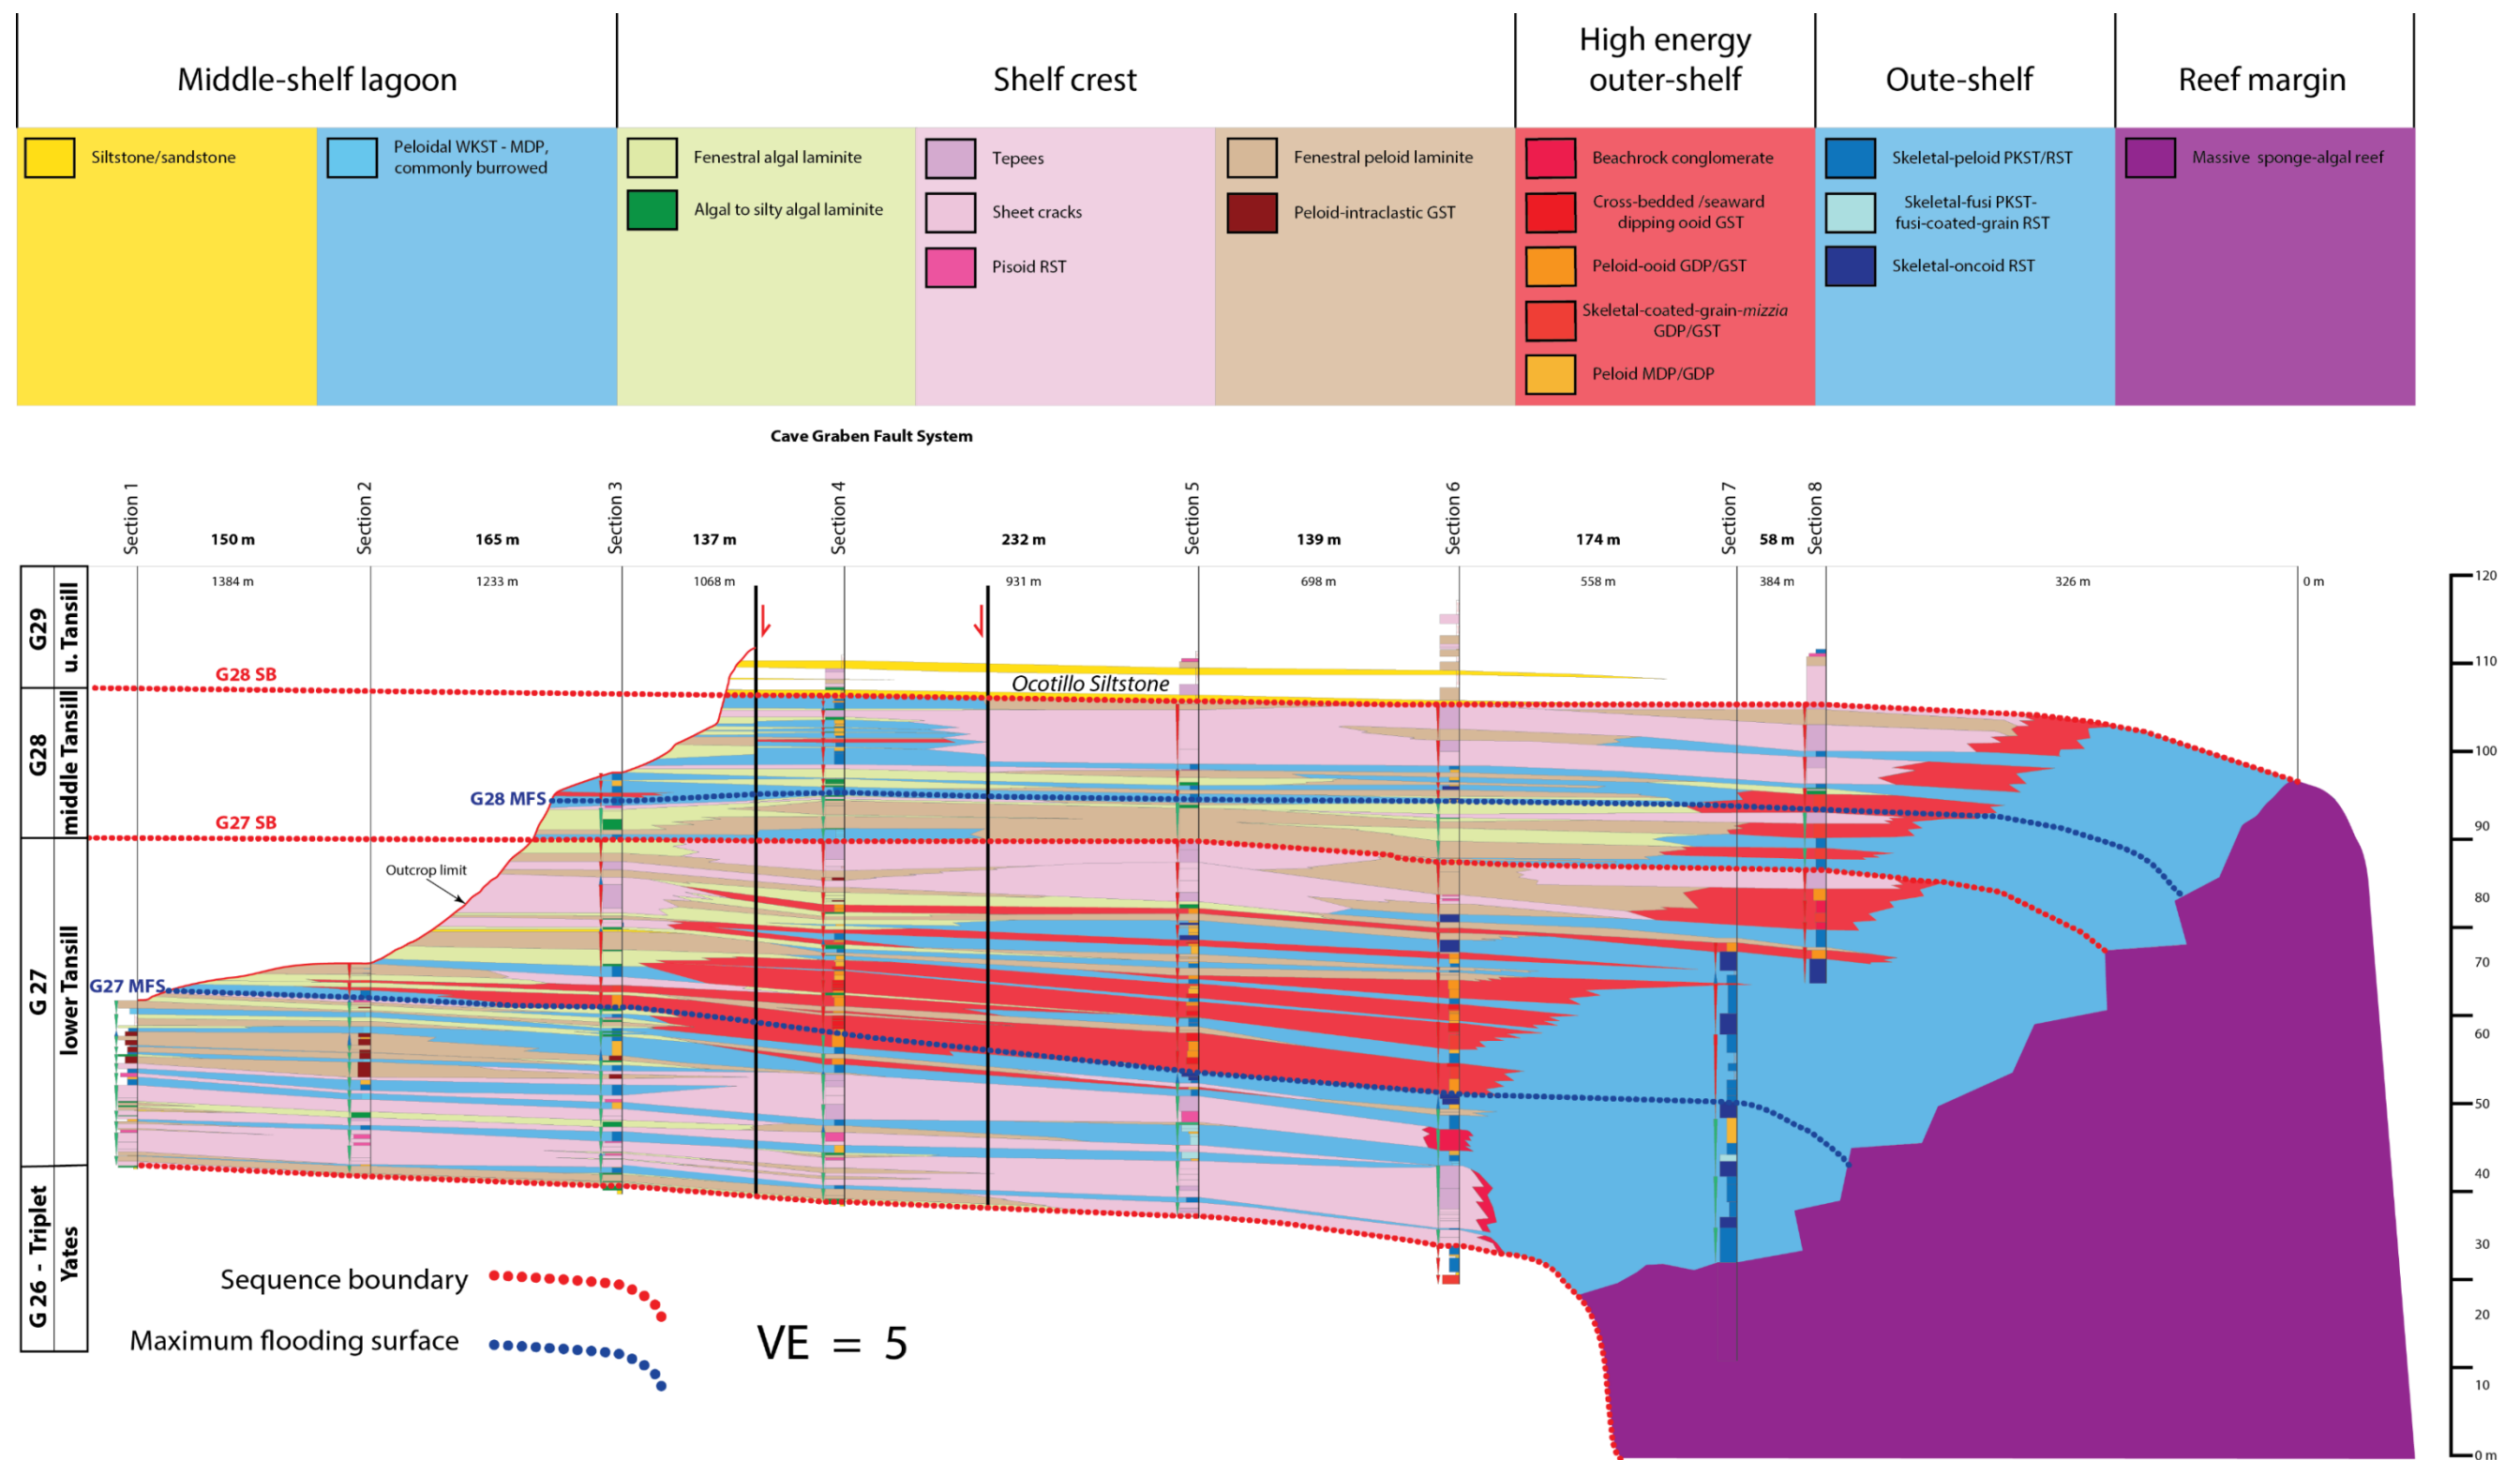 Middle-shelf lagoon
Shelf crest
High energy
outer-shelf
Oute-shelf
Reef margin
Siltstone/sandstone
Peloidal WKST - MDP,
commonly burrowed
Fenestral algal laminite
Algal to silty algal laminite
Tepees
Sheet cracks
Pisoid RST
Fenestral peloid laminite
Peloid-intraclastic GST
Beachrock conglomerate
Cross-bedded /seaward
dipping ooid GST
Peloid-ooid GDP/GST
Skeletal-coated-grain-mizzia
GDP/GST
Peloid MDP/GDP
Skeletal-peloid PKST/RST
Skeletal-fusi PKST-
fusi-coated-grain RST
Skeletal-oncoid RST
Massive sponge-algal reef
Cave Graben Fault System
Section 1
Section 2
Section 3
Section 4
Section 5
Section 6
Section 7
Section 8
150 m
165 m
137 m
232 m
139 m
174 m
58 m
1384 m
1233 m
1068 m
931 m
698 m
558 m
384 m
326 m
0 m
G29
u. Tansill
G28
middle Tansill
G 27
lower Tansill
G 26 - Triplet
Yates
G28 SB
Ocotillo Siltstone
G28 MFS
G27 SB
Outcrop limit
G27 MFS
Sequence boundary
Maximum flooding surface
VE = 5
120
110
100
90
80
70
60
50
40
30
20
10
0 m